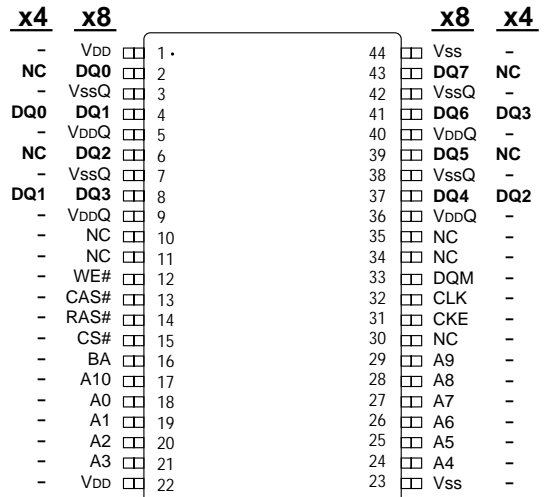 x4 x8 x8 x4
– VDD 1 44 Vss –
NC DQ0 2 43 DQ7 NC
– VssQ 3 42 VssQ –
DQ0 DQ1 4 41 DQ6 DQ3
– VDDQ 5 40 VDDQ –
NC DQ2 6 39 DQ5 NC
– VssQ 7 38 VssQ –
DQ1 DQ3 8 37 DQ4 DQ2
– VDDQ 9 36 VDDQ –
– NC 10 35 NC –
– NC 11 34 NC –
– WE# 12 33 DQM –
– CAS# 13 32 CLK –
– RAS# 14 31 CKE –
– CS# 15 30 NC –
– BA 16 29 A9 –
– A10 17 28 A8 –
– A0 18 27 A7 –
– A1 19 26 A6 –
– A2 20 25 A5 –
– A3 21 24 A4 –
– VDD 22 23 Vss –